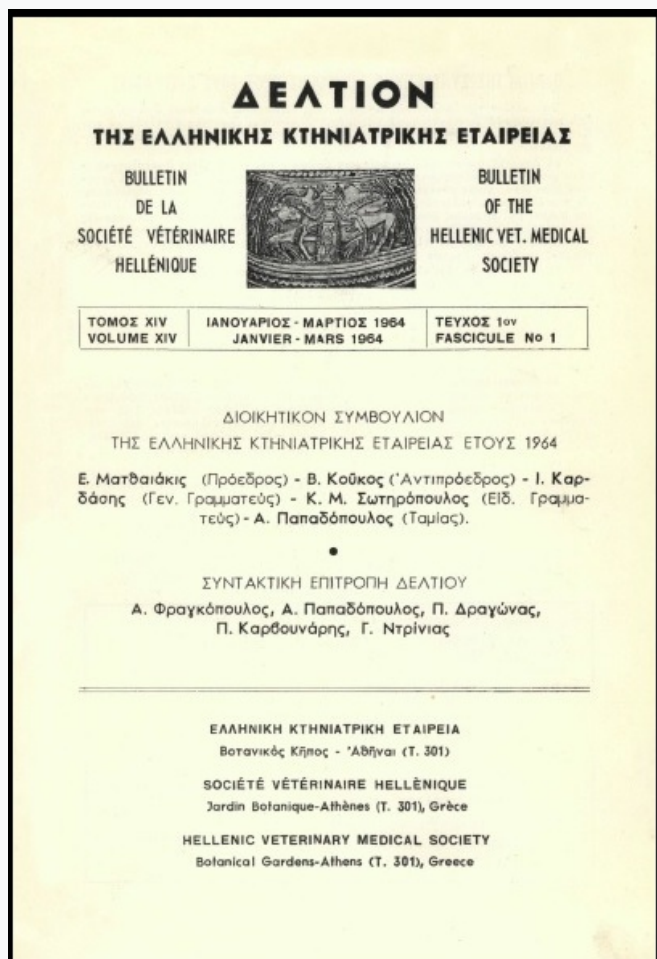 ΔΕΛΤΙΟΝ
ΤΗΣ ΕΛΛΗΝΙΚΗΣ ΚΤΗΝΙΑΤΡΙΚΗΣ ΕΤΑΙΡΕΙΑΣ
BULLETIN
DE LA
SOCIÉTÉ VÉTÉRINAIRE
HELLÉNIQUE
BULLETIN
OF THE
HELLENIC VET. MEDICAL
SOCIETY
ΤΟΜΟΣ XIV
VOLUME XIV
ΙΑΝΟΥΑΡΙΟΣ - ΜΑΡΤΙΟΣ 1964
JANVIER - MARS 1964
ΤΕΥΧΟΣ 1ον
FASCICULE No 1
ΔΙΟΙΚΗΤΙΚΟΝ ΣΥΜΒΟΥΛΙΟΝ
ΤΗΣ ΕΛΛΗΝΙΚΗΣ ΚΤΗΝΙΑΤΡΙΚΗΣ ΕΤΑΙΡΕΙΑΣ ΕΤΟΥΣ 1964
Ε. Ματθαιάκις (Πρόεδρος) - Β. Κοῦκος (Ἀντιπρόεδρος) - Ι. Καρ-
δάσης (Γεν. Γραμματεὺς) - Κ. Μ. Σωτηρόπουλος (Εἰδ. Γραμμα-
τεὺς) - Α. Παπαδόπουλος (Ταμίας).
ΣΥΝΤΑΚΤΙΚΗ ΕΠΙΤΡΟΠΗ ΔΕΛΤΙΟΥ
Α. Φραγκόπουλος, Α. Παπαδόπουλος, Π. Δραγώνας,
Π. Καρβουνάρης, Γ. Ντρίνιας
ΕΛΛΗΝΙΚΗ ΚΤΗΝΙΑΤΡΙΚΗ ΕΤΑΙΡΕΙΑ
Βοτανικὸς Κῆπος - Ἀθῆναι (Τ. 301)
SOCIÉTÉ VÉTÉRINAIRE HELLÈNIQUE
Jardin Botanique-Athènes (T. 301), Grèce
HELLENIC VETERINARY MEDICAL SOCIETY
Botanical Gardens-Athens (T. 301), Greece